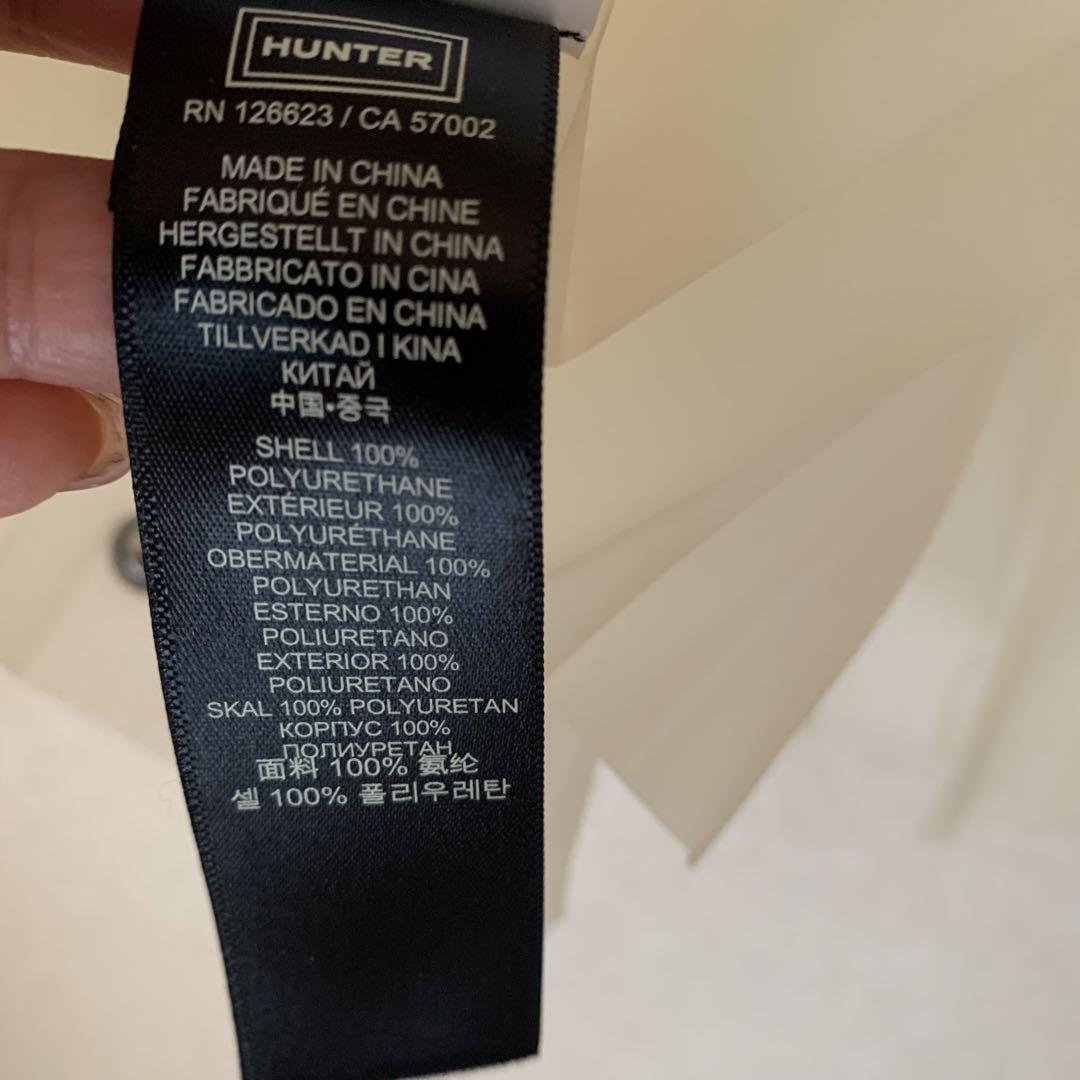 HUNTER
RN 126623 / CA 57002
MADE IN CHINA
FABRIQUÉ EN CHINE
HERGESTELLT IN CHINA
FABBRICATO IN CINA
FABRICADO EN CHINA
TILLVERKAD I KINA
КИТАЙ
中国•중국
SHELL 100%
POLYURETHANE
EXTÉRIEUR 100%
POLYURÉTHANE
OBERMATERIAL 100%
POLYURETHAN
ESTERNO 100%
POLIURETANO
EXTERIOR 100%
POLIURETANO
SKAL 100% POLYURETAN
КОРПУС 100%
ПОЛИУРЕТАН
面料 100% 氨纶
셸 100% 폴리우레탄